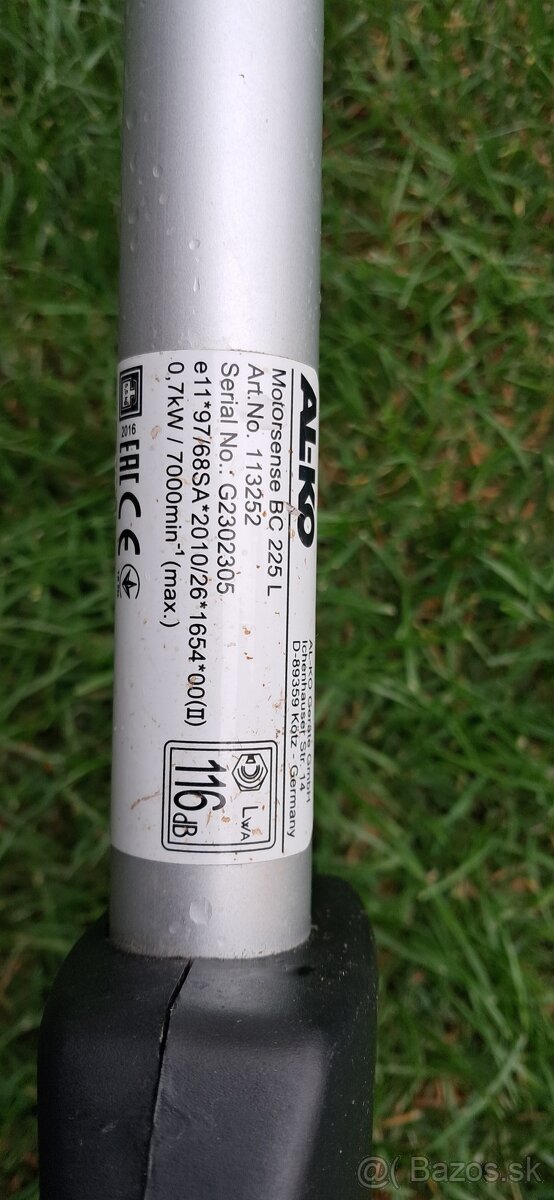 AL-KO
AL-KO Geräte GmbH
Ichenhauser Str. 14
D-89359 Kötz - Germany
Motorsense BC 225 L
Art.No. 113252
Serial No.: G2302305
e11*97/68SA*2010/26*1654*00(II)
0,7kW / 7000min⁻¹ (max.)
LWA
116dB
2016
EAC CE
@( Bazos.sk